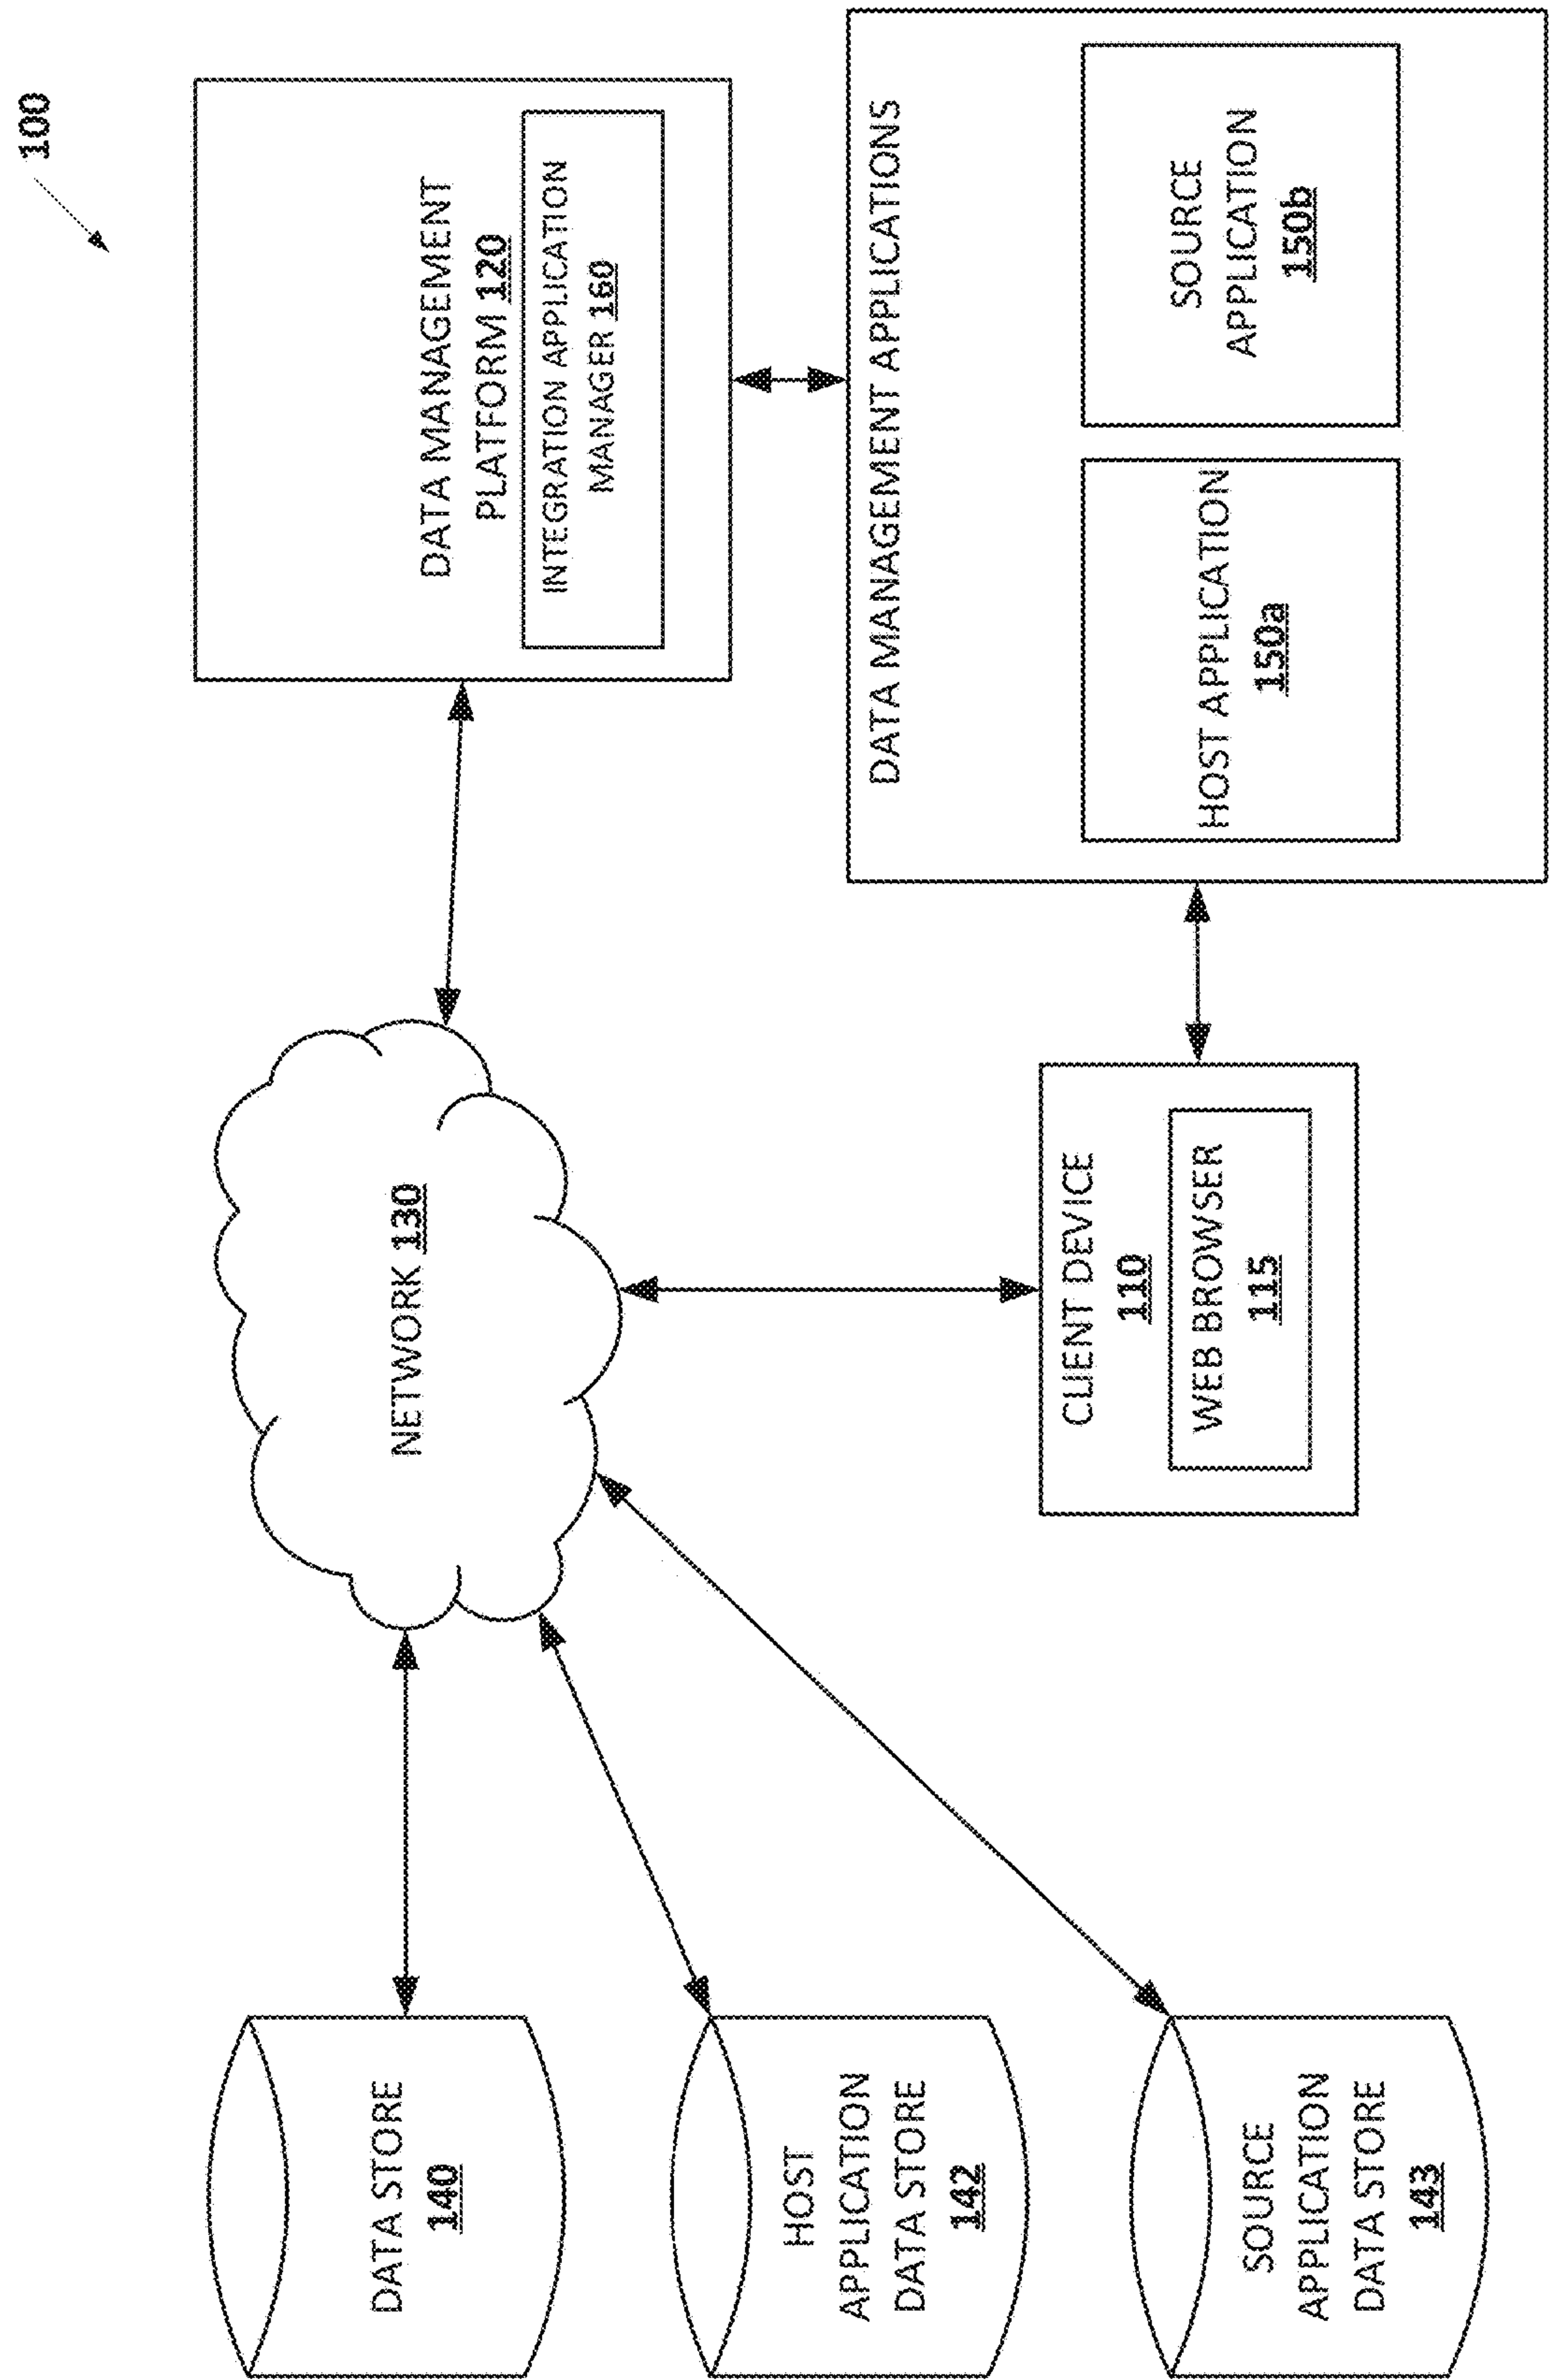 100
DATA STORE
140
HOST
APPLICATION
DATA STORE
142
SOURCE
APPLICATION
DATA STORE
143
NETWORK 130
CLIENT DEVICE
110
WEB BROWSER
115
DATA MANAGEMENT
PLATFORM 120
INTEGRATION APPLICATION
MANAGER 160
DATA MANAGEMENT APPLICATIONS
HOST APPLICATION
150a
SOURCE
APPLICATION
150b